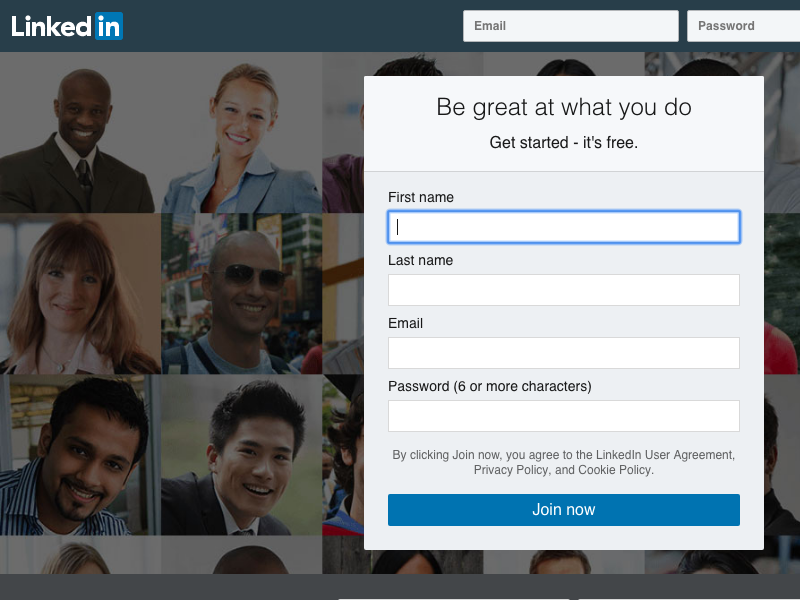 Linkedin
Email
Password
Be great at what you do
Get started - it's free.
First name
Last name
Email
Password (6 or more characters)
By clicking Join now, you agree to the LinkedIn User Agreement,
Privacy Policy, and Cookie Policy.
Join now